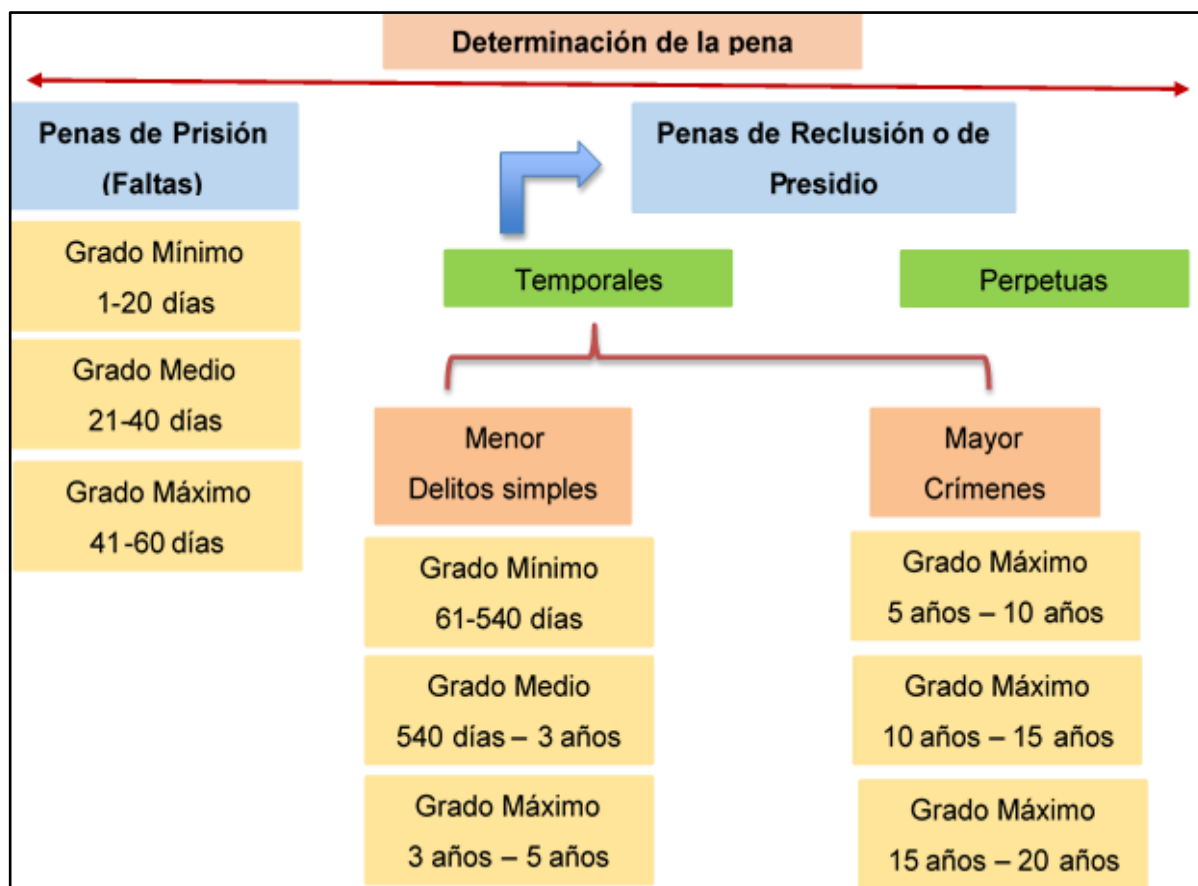 Determinación de la pena
Penas de Prisión
(Faltas)
Grado Mínimo
1-20 días
Grado Medio
21-40 días
Grado Máximo
41-60 días
Penas de Reclusión o de
Presidio
Temporales
Perpetuas
Menor
Delitos simples
Grado Mínimo
61-540 días
Grado Medio
540 días – 3 años
Grado Máximo
3 años – 5 años
Mayor
Crímenes
Grado Máximo
5 años – 10 años
Grado Máximo
10 años – 15 años
Grado Máximo
15 años – 20 años